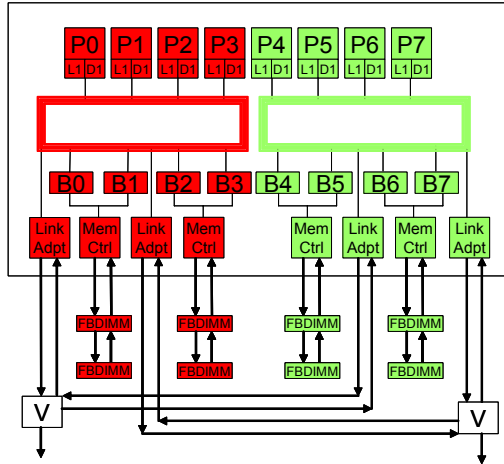 P0 P1 P2 P3 P4 P5 P6 P7
L1 D1 L1 D1 L1 D1 L1 D1 L1 D1 L1 D1 L1 D1 L1 D1
B0 B1 B2 B3 B4 B5 B6 B7
Link Mem Link Mem Mem Link Mem Link
Adpt Ctrl Adpt Ctrl Ctrl Adpt Ctrl Adpt
FBDIMM FBDIMM FBDIMM FBDIMM
FBDIMM FBDIMM FBDIMM FBDIMM
V V